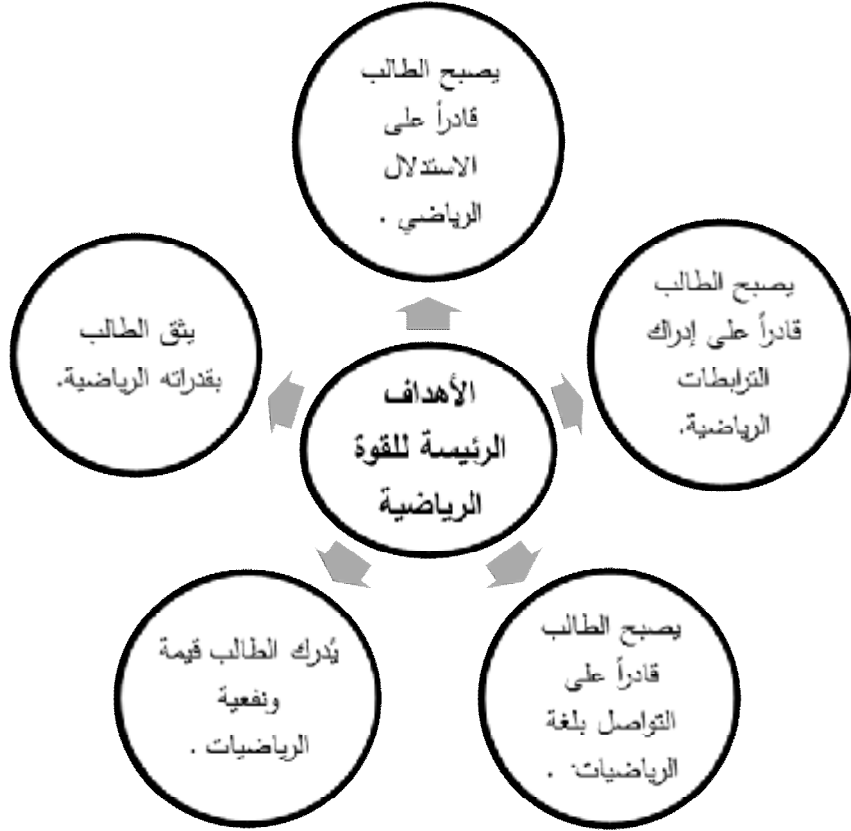 يصبح الطالب
قادراً على
الاستدلال
الرياضي .
يصبح الطالب
قادراً على إدراك
الترابطات
الرياضية.
يثق الطالب
بقدراته الرياضية.
الأهداف
الرئيسة للقوة
الرياضية
يصبح الطالب
قادراً على
التواصل بلغة
الرياضيات .
يُدرك الطالب قيمة
ونفعية
الرياضيات .